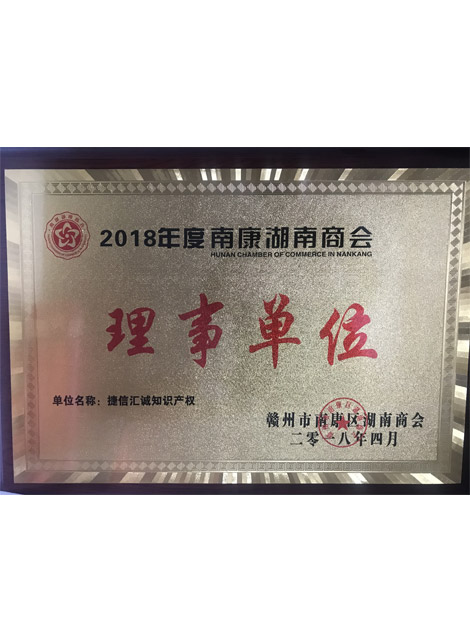 2018年度南康湖南商会
HUNAN CHAMBER OF COMMERCE IN NANKANG
理事单位
单位名称：捷信汇诚知识产权
赣州市南康区湖南商会
二零一八年四月